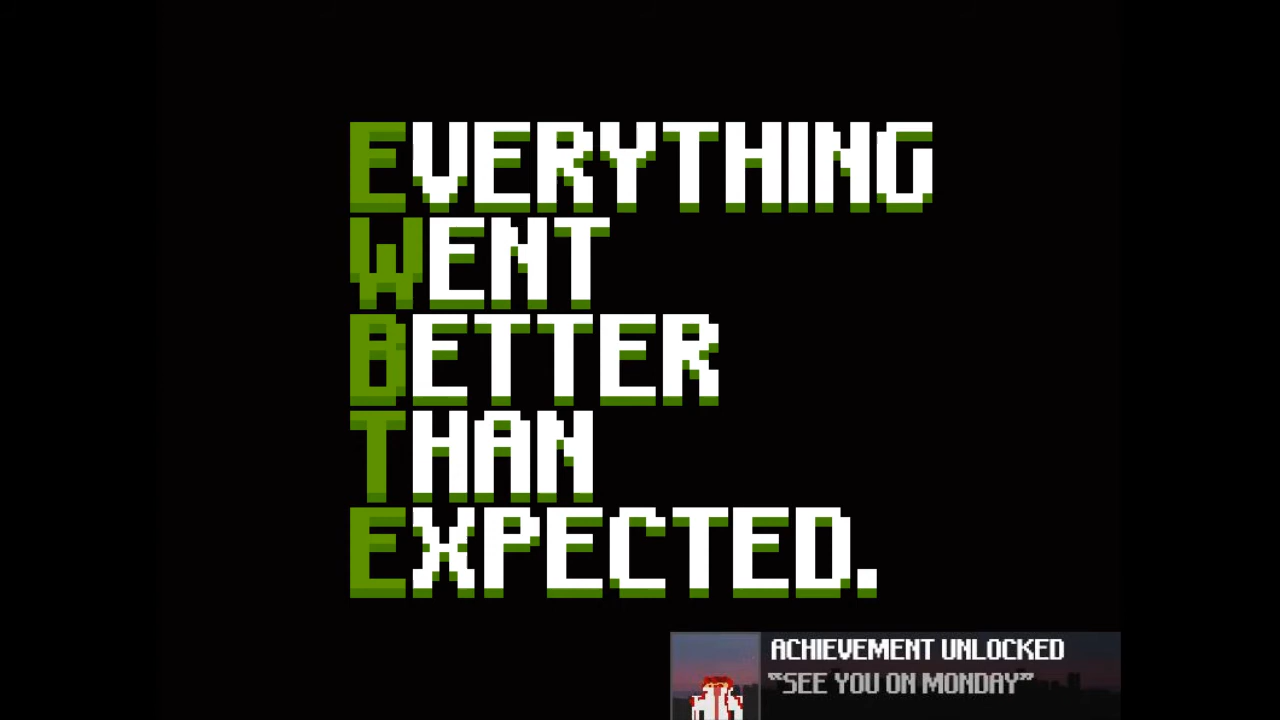 EVERYTHING
WENT
BETTER
THAN
EXPECTED.
ACHIEVEMENT UNLOCKED
"SEE YOU ON MONDAY"